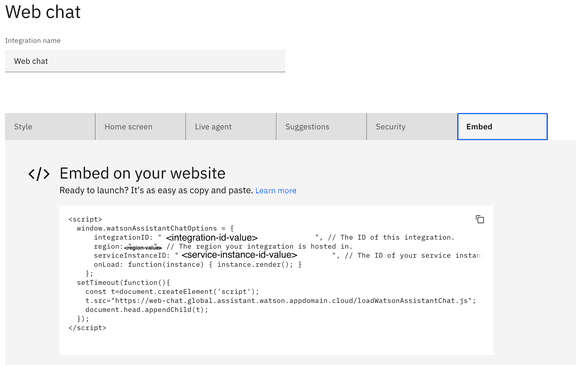 Web chat
Integration name
Web chat
Style Home screen Live agent Suggestions Security Embed
</> Embed on your website
Ready to launch? It's as easy as copy and paste. Learn more
<script>
window.watsonAssistantChatOptions = {
integrationID: " <integration-id-value> ", // The ID of this integration.
region: <region-value> // The region your integration is hosted in.
serviceInstanceID: " <service-instance-id-value> ", // The ID of your service instan
onLoad: function(instance) { instance.render(); }
};
setTimeout(function(){
const t=document.createElement('script');
t.src="https://web-chat.global.assistant.watson.appdomain.cloud/loadWatsonAssistantChat.js";
document.head.appendChild(t);
});
</script>